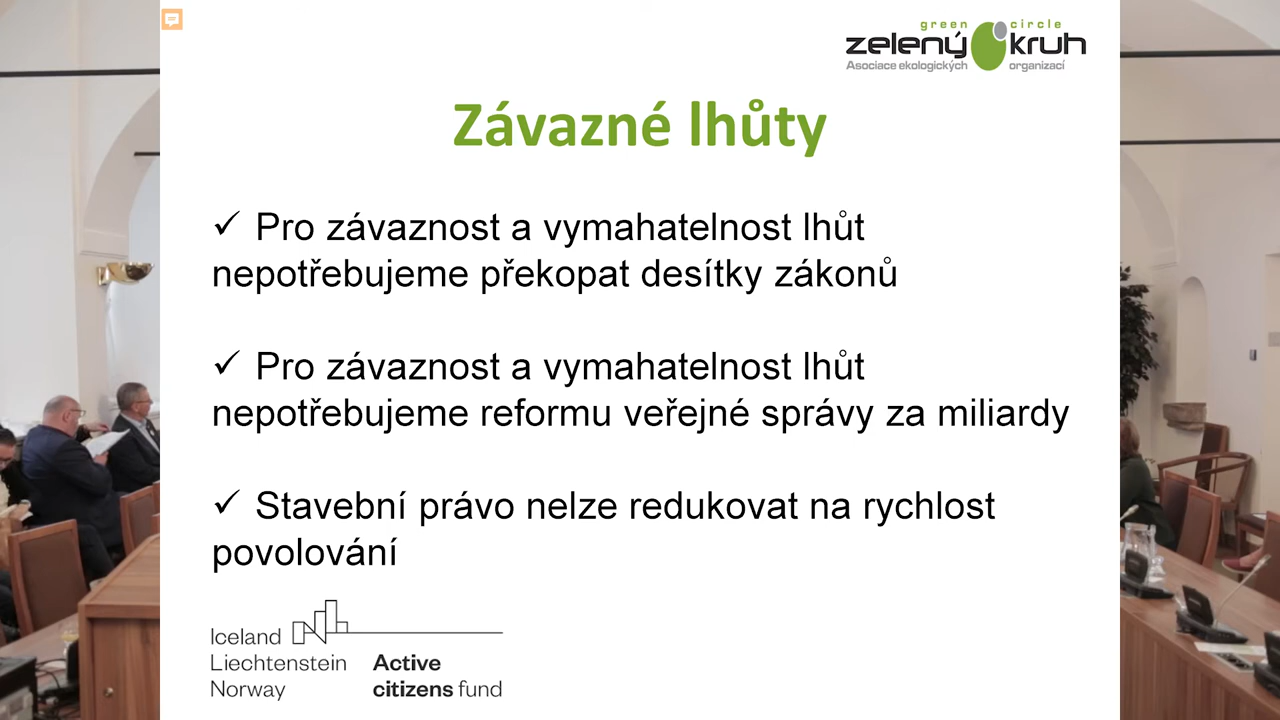 green circle
zelený kruh
Asociace ekologických organizací
Závazné lhůty
✓ Pro závaznost a vymahatelnost lhůt
nepotřebujeme překopat desítky zákonů
✓ Pro závaznost a vymahatelnost lhůt
nepotřebujeme reformu veřejné správy za miliardy
✓ Stavební právo nelze redukovat na rychlost
povolování
Iceland
Liechtenstein Active
Norway citizens fund